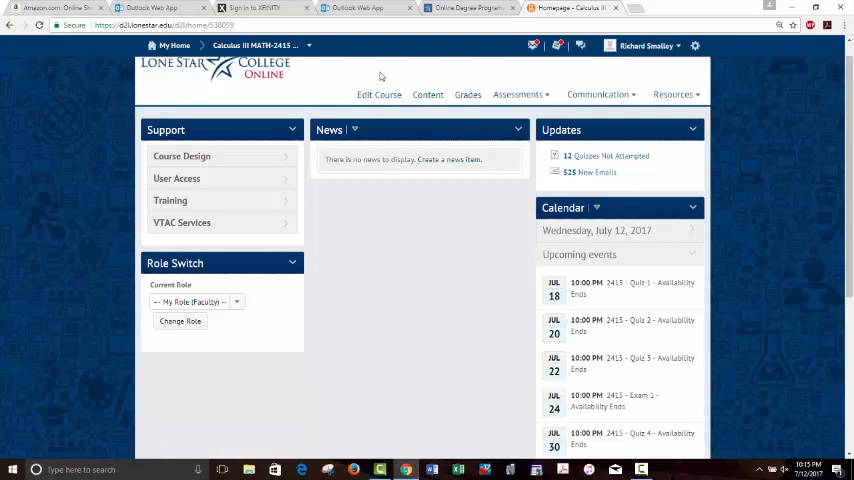 Amazon.com: Online Sh
Outlook Web App
Sign in to XFINITY
Outlook Web App
Online Degree Program
Homepage - Calculus III
Secure
https://d2l.lonestar.edu/d2l/home/538059
My Home
Calculus III MATH-2415 ...
Richard Smalley
LONE STAR COLLEGE
ONLINE
Edit Course
Content
Grades
Assessments
Communication
Resources
Support
Course Design
User Access
Training
VTAC Services
Role Switch
Current Role
--- My Role (Faculty) ---
Change Role
News
There is no news to display. Create a news item.
Updates
12 Quizzes Not Attempted
525 New Emails
Calendar
Wednesday, July 12, 2017
Upcoming events
JUL
18
10:00 PM 2415 - Quiz 1 - Availability
Ends
JUL
20
10:00 PM 2415 - Quiz 2 - Availability
Ends
JUL
22
10:00 PM 2415 - Quiz 3 - Availability
Ends
JUL
24
10:00 PM 2415 - Exam 1 -
Availability Ends
JUL
30
10:00 PM 2415 - Quiz 4 - Availability
Ends
Type here to search
10:15 PM
7/12/2017